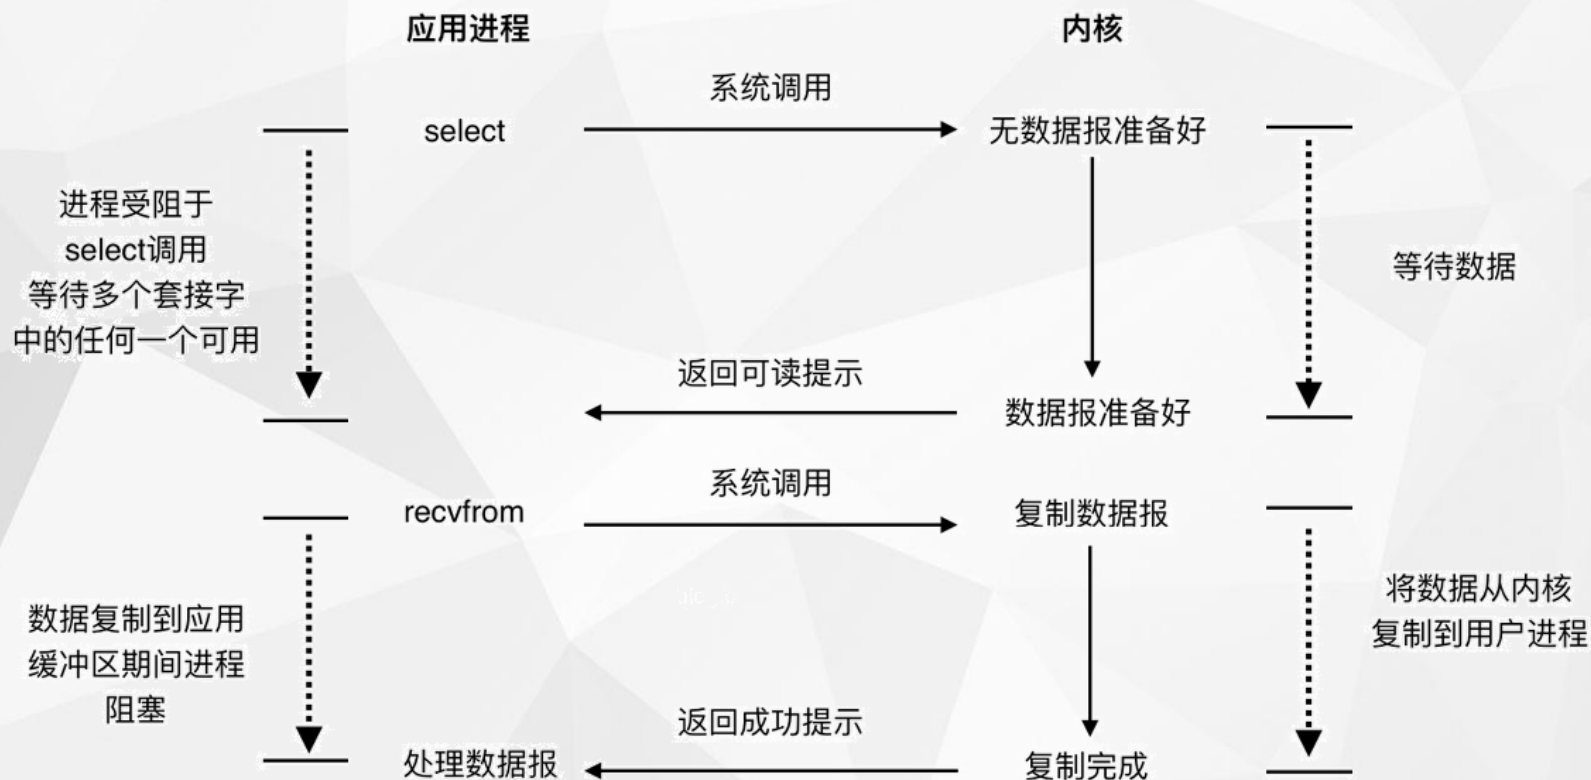 应用进程
内核
系统调用
select
无数据报准备好
进程受阻于
select调用
等待多个套接字
中的任何一个可用
等待数据
返回可读提示
数据报准备好
系统调用
recvfrom
复制数据报
数据复制到应用
缓冲区期间进程
阻塞
将数据从内核
复制到用户进程
返回成功提示
处理数据报
复制完成